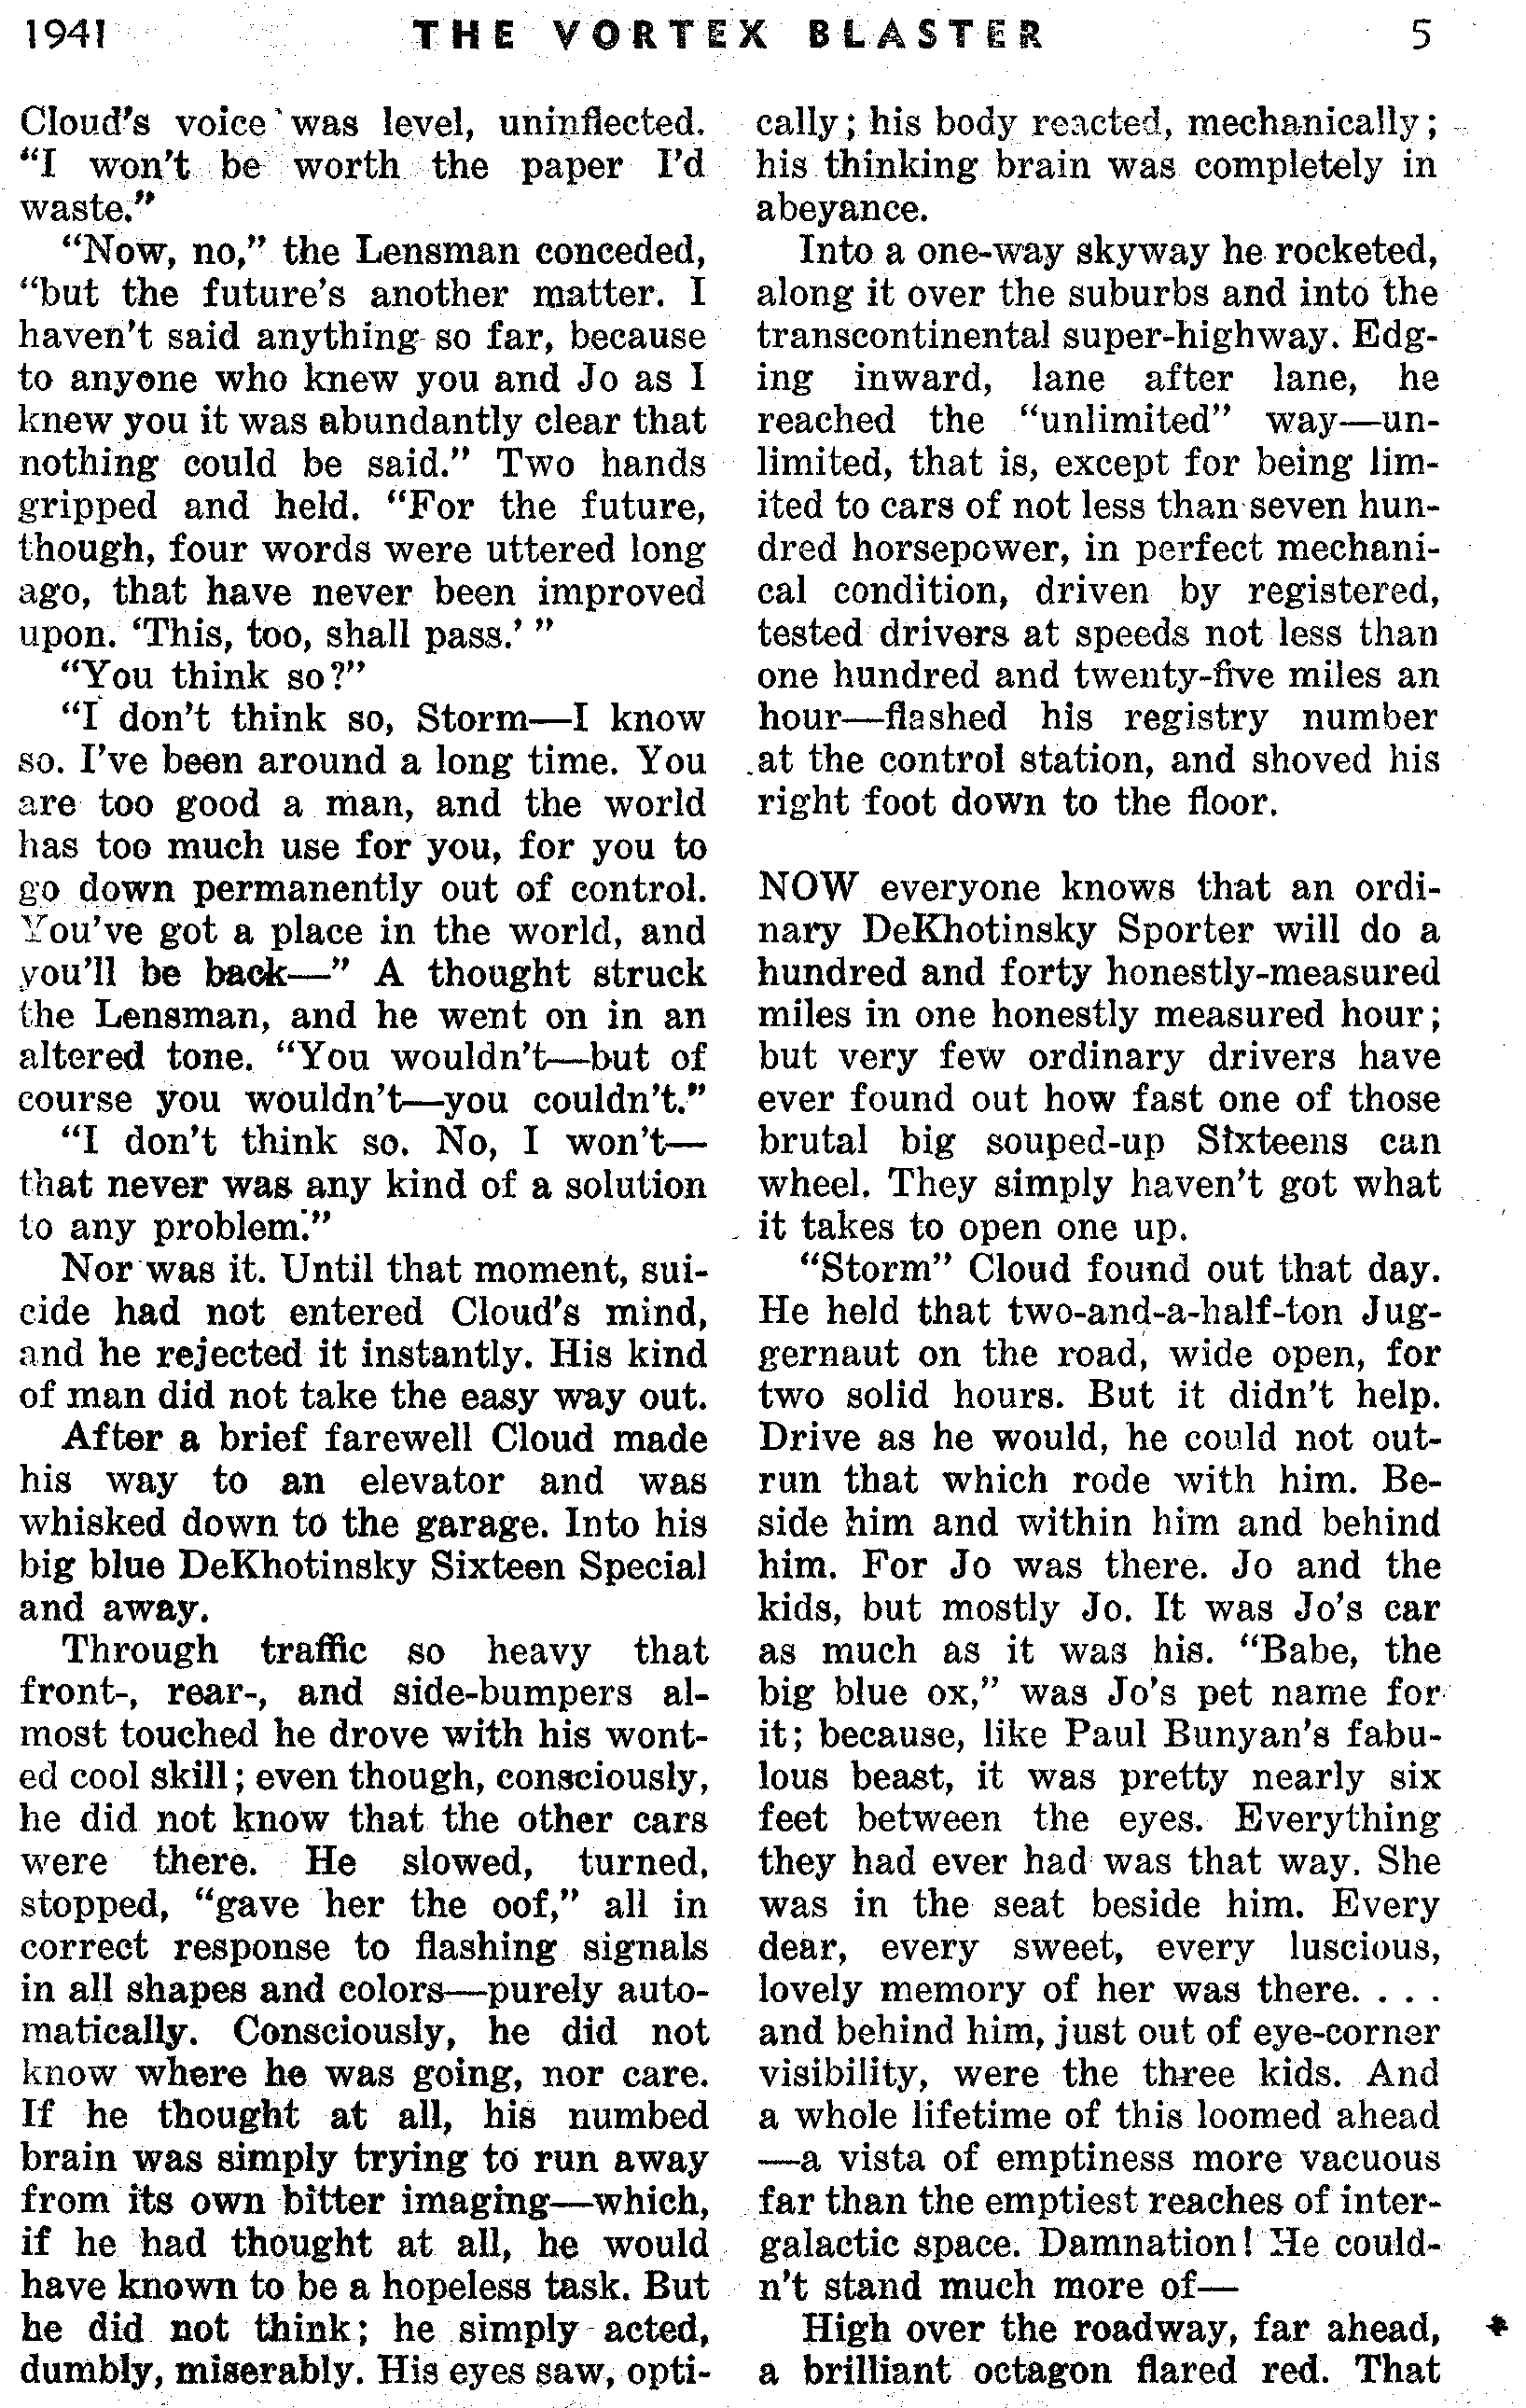 1941 THE VORTEX BLASTER 5
Cloud's voice was level, uninflected.
"I won't be worth the paper I'd
waste."
"Now, no," the Lensman conceded,
"but the future's another matter. I
haven't said anything so far, because
to anyone who knew you and Jo as I
knew you it was abundantly clear that
nothing could be said." Two hands
gripped and held. "For the future,
though, four words were uttered long
ago, that have never been improved
upon. 'This, too, shall pass.' "
"You think so?"
"I don't think so, Storm—I know
so. I've been around a long time. You
are too good a man, and the world
has too much use for you, for you to
go down permanently out of control.
You've got a place in the world, and
you'll be back—" A thought struck
the Lensman, and he went on in an
altered tone. "You wouldn't—but of
course you wouldn't—you couldn't."
"I don't think so. No, I won't—
that never was any kind of a solution
to any problem."
Nor was it. Until that moment, sui-
cide had not entered Cloud's mind,
and he rejected it instantly. His kind
of man did not take the easy way out.
After a brief farewell Cloud made
his way to an elevator and was
whisked down to the garage. Into his
big blue DeKhotinsky Sixteen Special
and away.
Through traffic so heavy that
front-, rear-, and side-bumpers al-
most touched he drove with his wont-
ed cool skill; even though, consciously,
he did not know that the other cars
were there. He slowed, turned,
stopped, "gave her the oof," all in
correct response to flashing signals
in all shapes and colors—purely auto-
matically. Consciously, he did not
know where he was going, nor care.
If he thought at all, his numbed
brain was simply trying to run away
from its own bitter imaging—which,
if he had thought at all, he would
have known to be a hopeless task. But
he did not think; he simply acted,
dumbly, miserably. His eyes saw, opti-
cally; his body reacted, mechanically;
his thinking brain was completely in
abeyance.
Into a one-way skyway he rocketed,
along it over the suburbs and into the
transcontinental super-highway. Edg-
ing inward, lane after lane, he
reached the "unlimited" way—un-
limited, that is, except for being lim-
ited to cars of not less than seven hun-
dred horsepower, in perfect mechani-
cal condition, driven by registered,
tested drivers at speeds not less than
one hundred and twenty-five miles an
hour—flashed his registry number
at the control station, and shoved his
right foot down to the floor.
NOW everyone knows that an ordi-
nary DeKhotinsky Sporter will do a
hundred and forty honestly-measured
miles in one honestly measured hour;
but very few ordinary drivers have
ever found out how fast one of those
brutal big souped-up Sixteens can
wheel. They simply haven't got what
it takes to open one up.
"Storm" Cloud found out that day.
He held that two-and-a-half-ton Jug-
gernaut on the road, wide open, for
two solid hours. But it didn't help.
Drive as he would, he could not out-
run that which rode with him. Be-
side him and within him and behind
him. For Jo was there. Jo and the
kids, but mostly Jo. It was Jo's car
as much as it was his. "Babe, the
big blue ox," was Jo's pet name for
it; because, like Paul Bunyan's fabu-
lous beast, it was pretty nearly six
feet between the eyes. Everything
they had ever had was that way. She
was in the seat beside him. Every
dear, every sweet, every luscious,
lovely memory of her was there. . . .
and behind him, just out of eye-corner
visibility, were the three kids. And
a whole lifetime of this loomed ahead
—a vista of emptiness more vacuous
far than the emptiest reaches of inter-
galactic space. Damnation! He could-
n't stand much more of—
High over the roadway, far ahead,
a brilliant octagon flared red. That